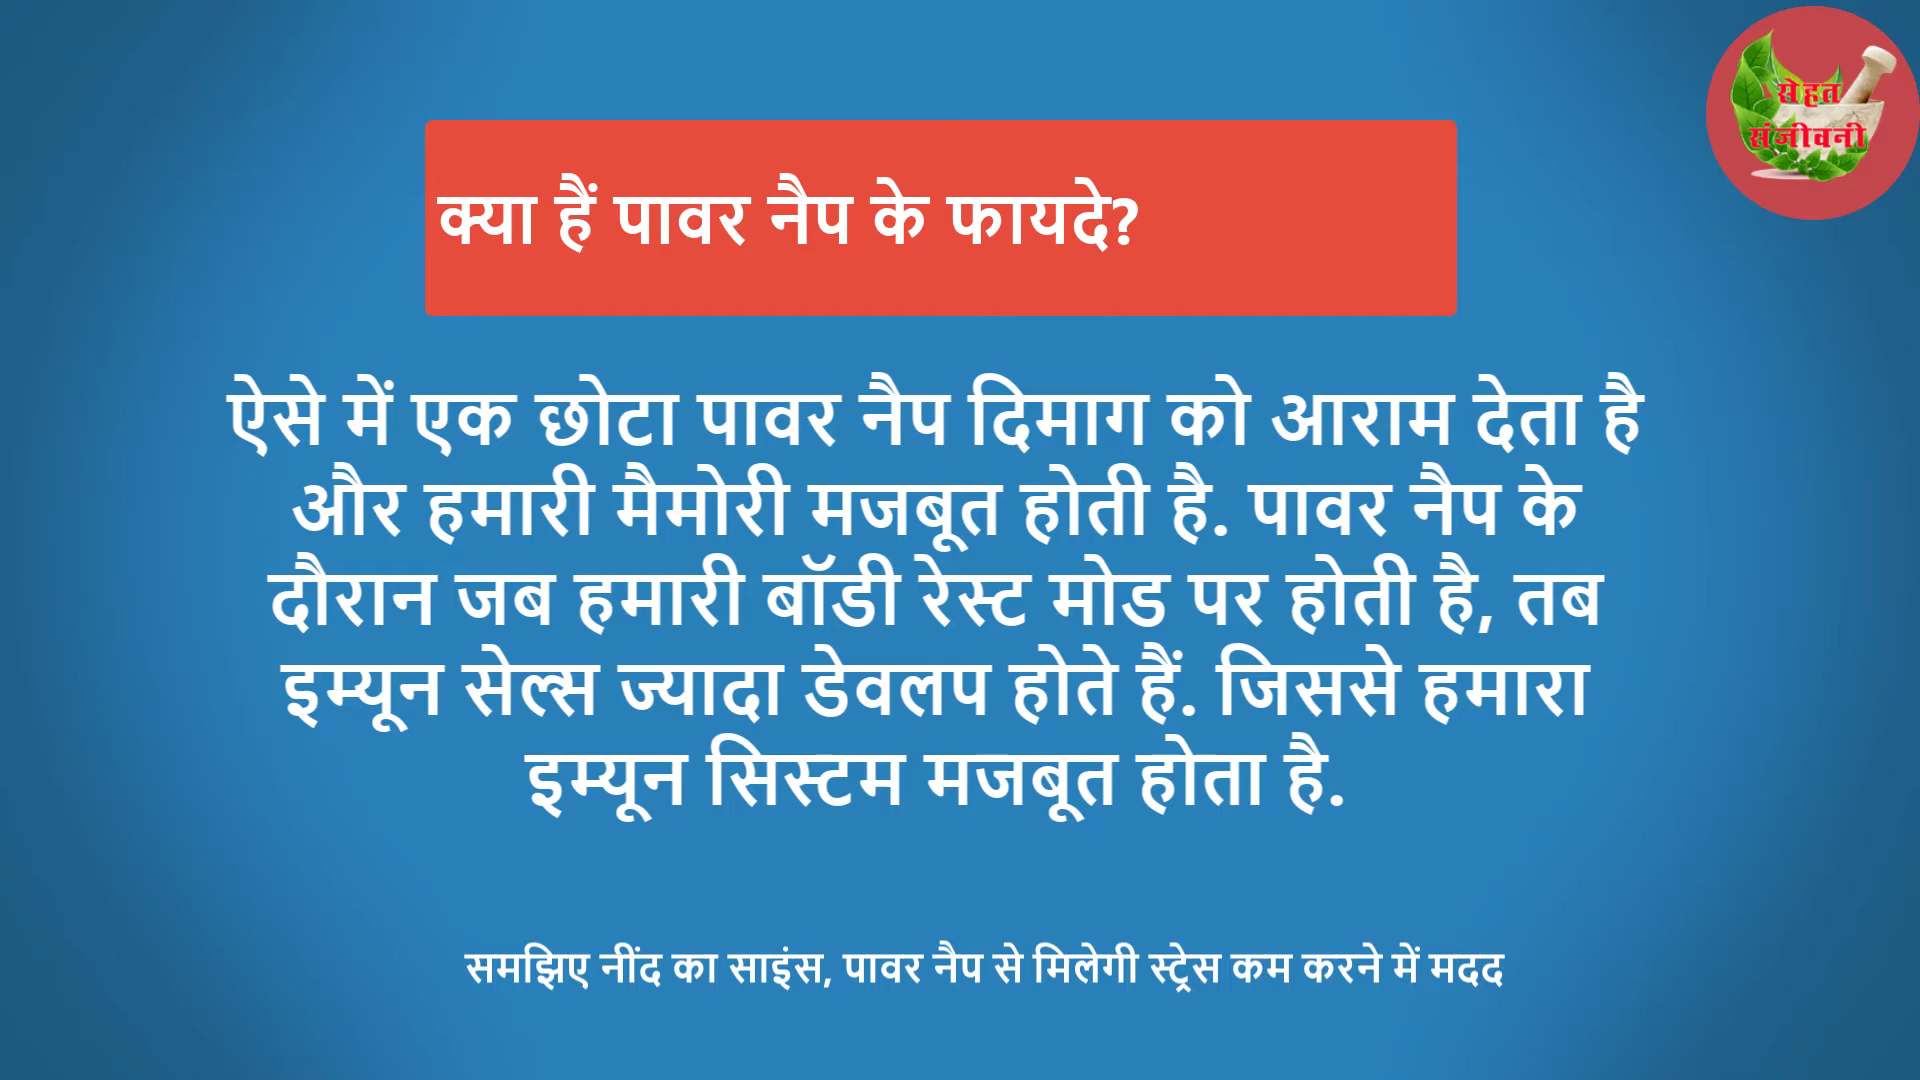 सेहत
संजीवनी
क्या हैं पावर नैप के फायदे?
ऐसे में एक छोटा पावर नैप दिमाग को आराम देता है
और हमारी मैमोरी मजबूत होती है. पावर नैप के
दौरान जब हमारी बॉडी रेस्ट मोड पर होती है, तब
इम्यून सेल्स ज्यादा डेवलप होते हैं. जिससे हमारा
इम्यून सिस्टम मजबूत होता है.
समझिए नींद का साइंस, पावर नैप से मिलेगी स्ट्रेस कम करने में मदद